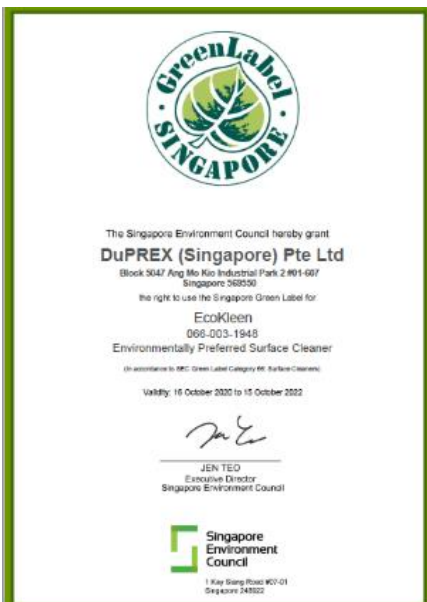 GreenLabel
SINGAPORE
The Singapore Environment Council hereby grant
DuPREX (Singapore) Pte Ltd
Block 5047 Ang Mo Kio Industrial Park 2 #01-607
Singapore 569550
the right to use the Singapore Green Label for
EcoKleen
066-003-1948
Environmentally Preferred Surface Cleaner
(In accordance to SEC Green Label Category 66: Surface Cleaners)
Validity: 16 October 2020 to 15 October 2022
JEN TEO
Executive Director
Singapore Environment Council
Singapore
Environment
Council
1 Kay Siang Road #07-01
Singapore 248922